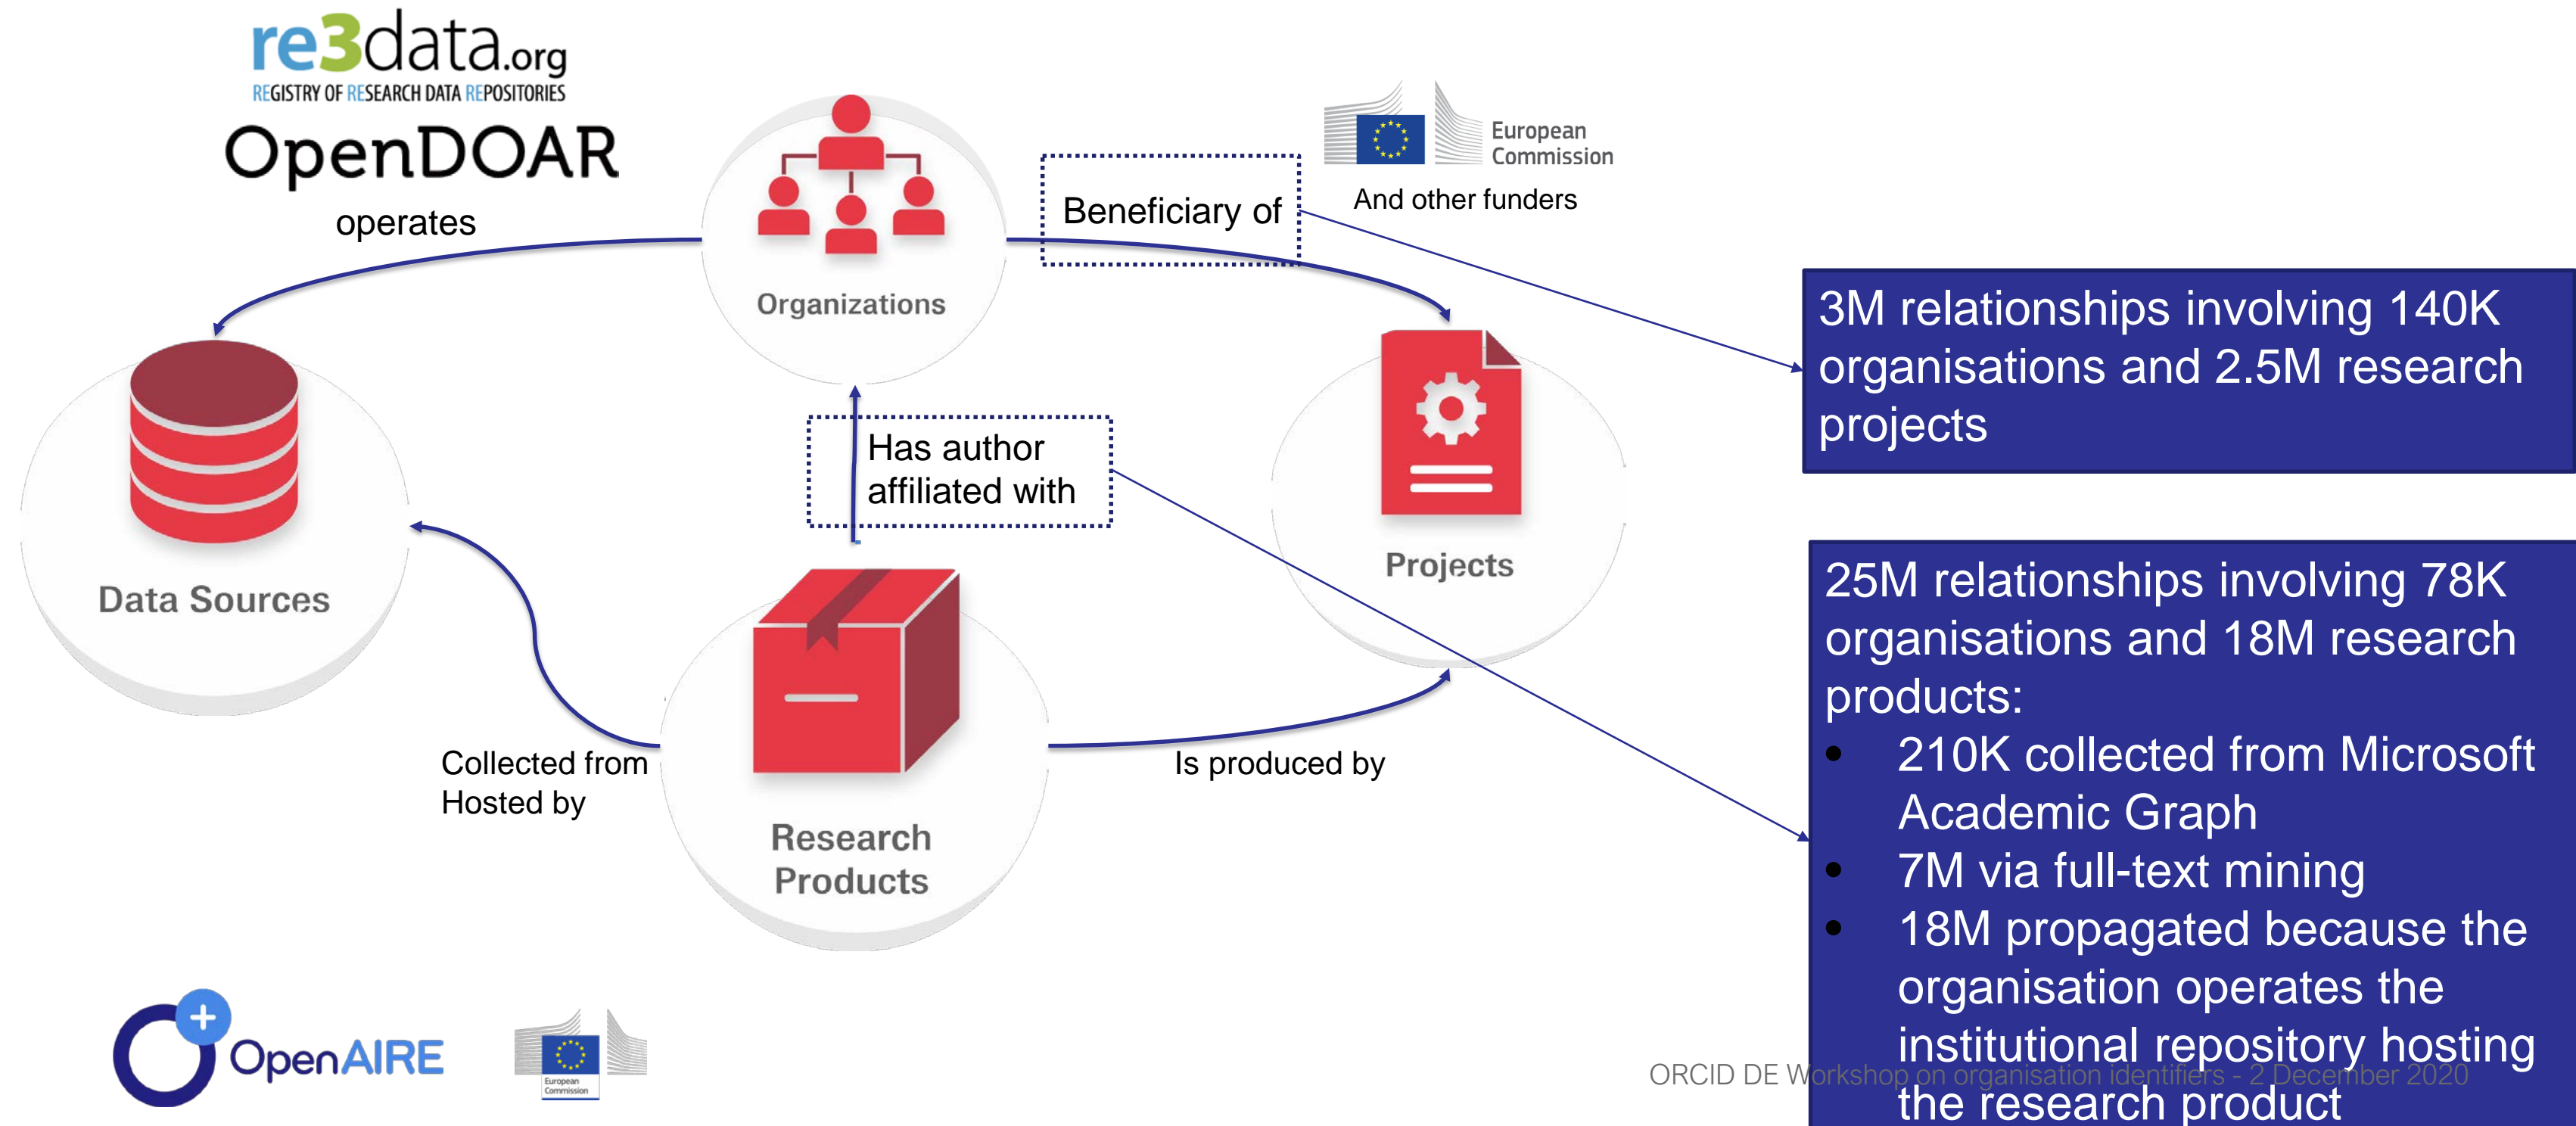 re3data.org
REGISTRY OF RESEARCH DATA REPOSITORIES
OpenDOAR
operates
Organizations
Beneficiary of
European
Commission
And other funders
3M relationships involving 140K
organisations and 2.5M research
projects
Has author
affiliated with
Data Sources
Projects
Collected from
Hosted by
Is produced by
Research
Products
25M relationships involving 78K
organisations and 18M research
products:
• 210K collected from Microsoft
Academic Graph
• 7M via full-text mining
• 18M propagated because the
organisation operates the
institutional repository hosting
the research product
OpenAIRE
European
Commission
ORCID DE Workshop on organisation identifiers - 2 December 2020